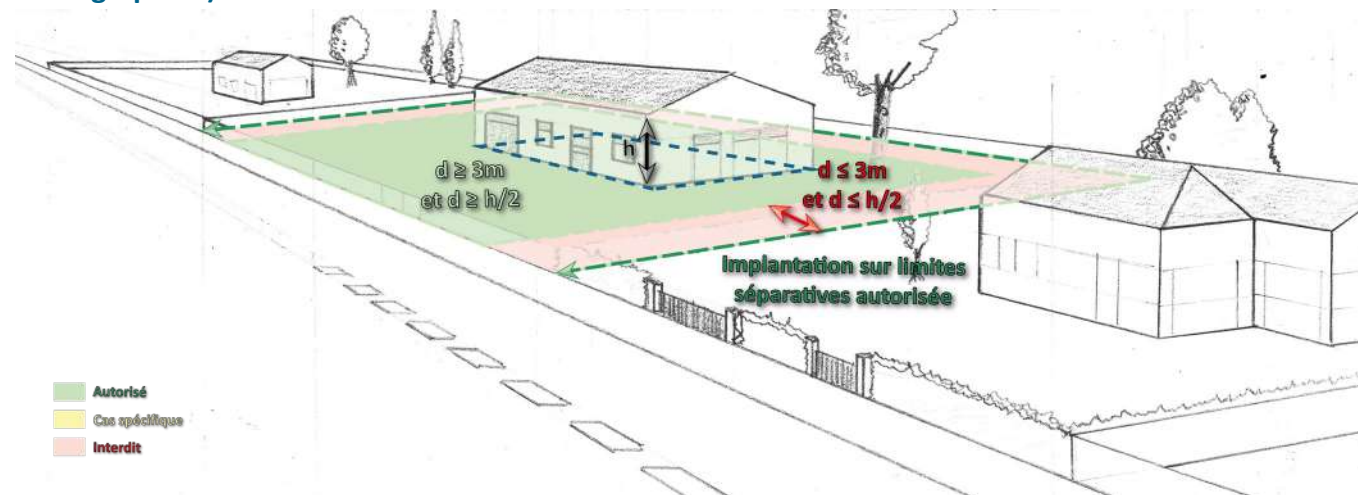 h
d ≥ 3m
et d ≥ h/2
d ≤ 3m
et d ≤ h/2
Implantation sur limites
séparatives autorisée
Autorisé
Cas spécifique
Interdit